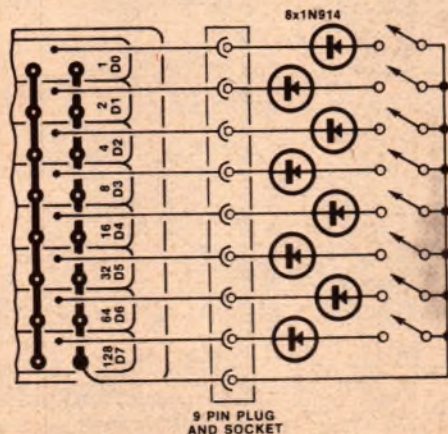 8x1N914
1 D0
2 D1
4 D2
8 D3
16 D4
32 D5
64 D6
128 D7
9 PIN PLUG
AND SOCKET